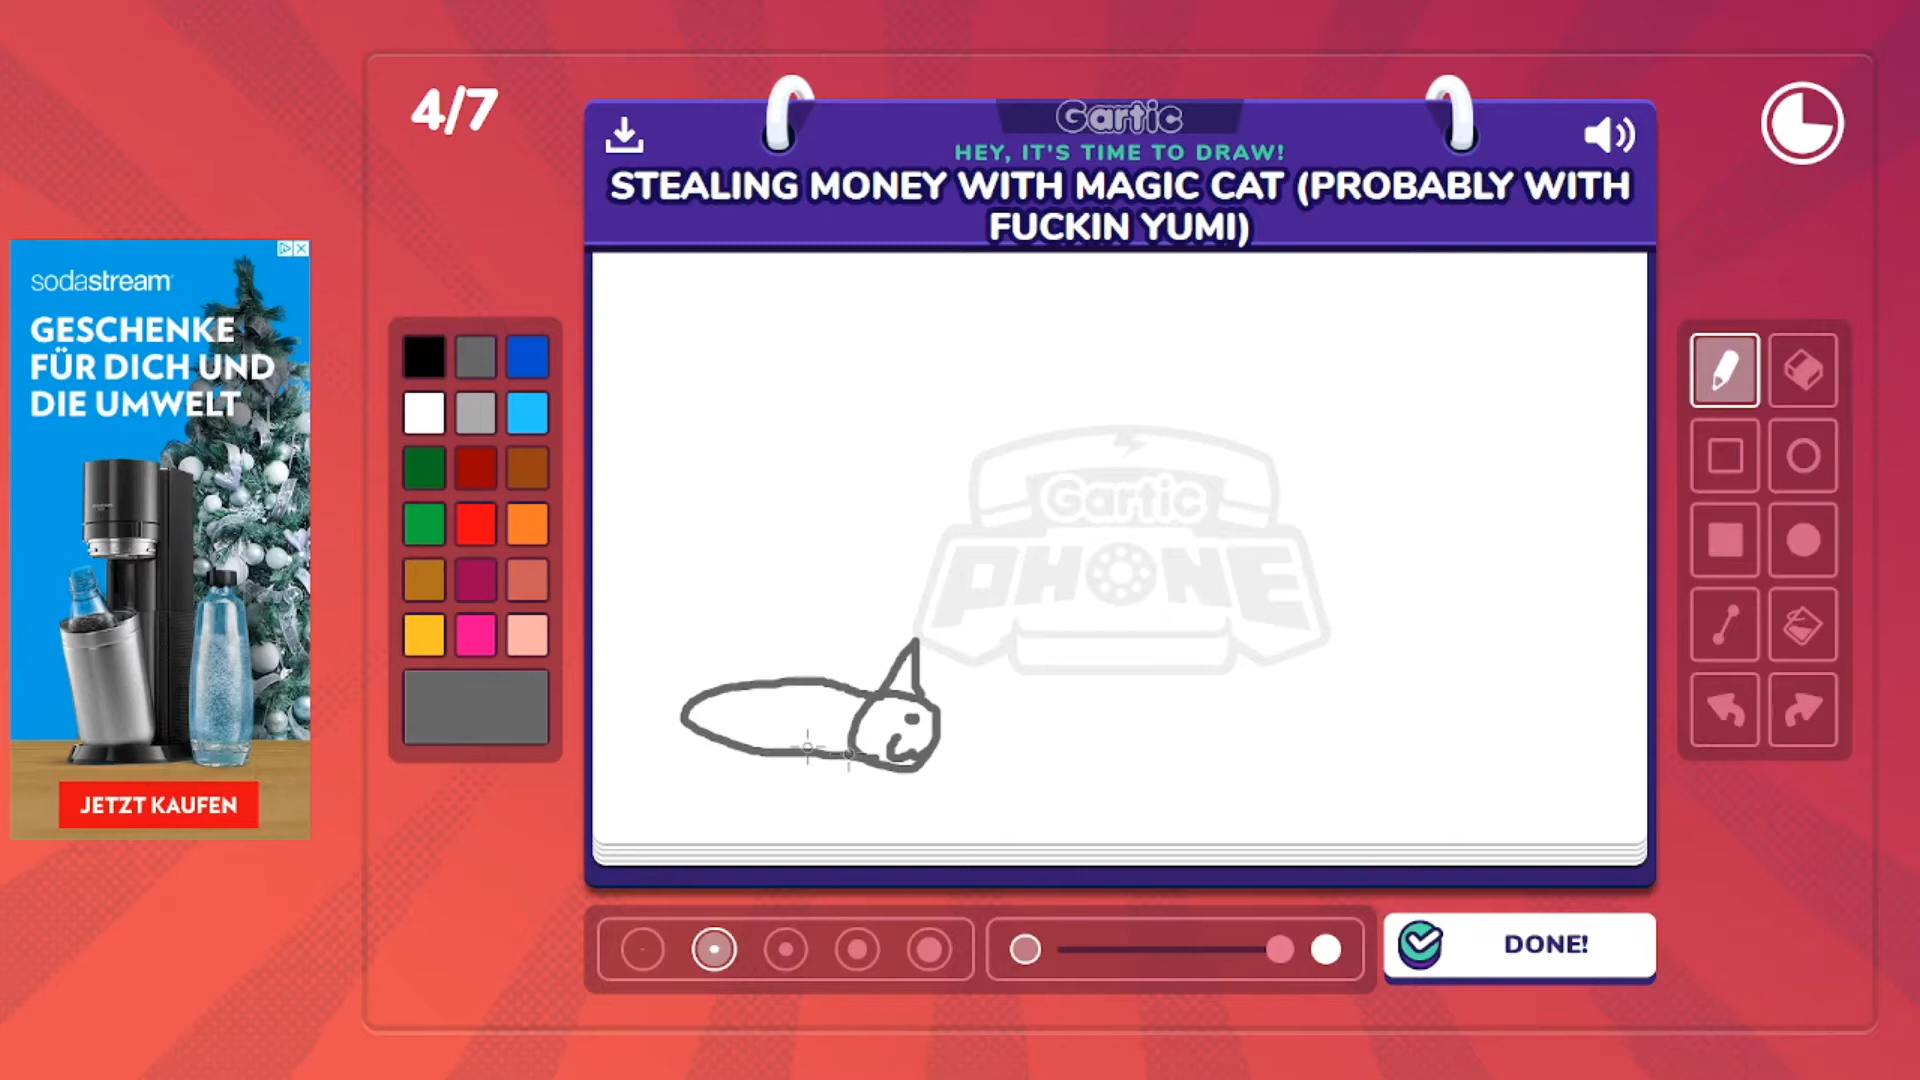 4/7
Gartic
HEY, IT'S TIME TO DRAW!
STEALING MONEY WITH MAGIC CAT (PROBABLY WITH
FUCKIN YUMI)
sodastream
GESCHENKE
FÜR DICH UND
DIE UMWELT
JETZT KAUFEN
Gartic
PHONE
DONE!